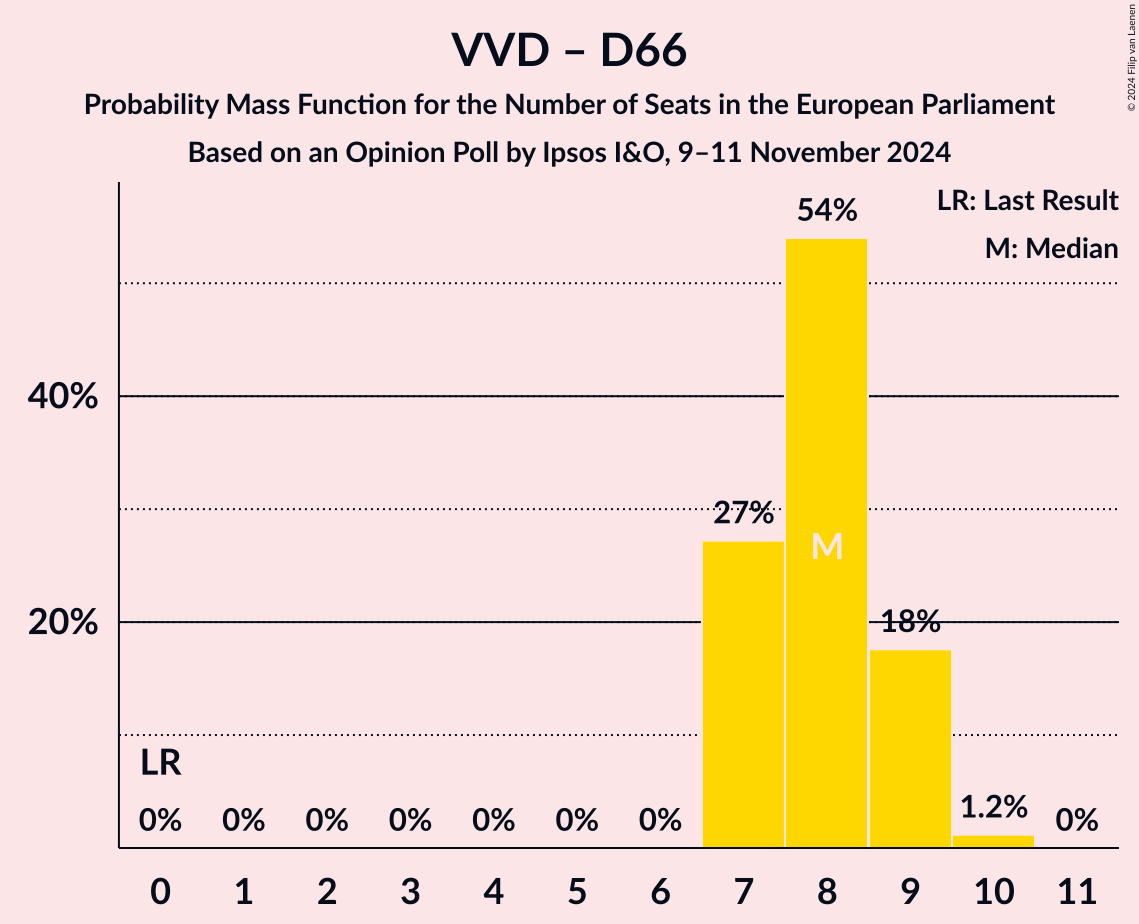 VVD – D66
Probability Mass Function for the Number of Seats in the European Parliament
Based on an Opinion Poll by Ipsos I&O, 9–11 November 2024
© 2024 Filip van Laenen
LR: Last Result
M: Median
54%
40%
27%
M
20%
18%
LR
0% 0% 0% 0% 0% 0% 0% 1.2% 0%
0 1 2 3 4 5 6 7 8 9 10 11